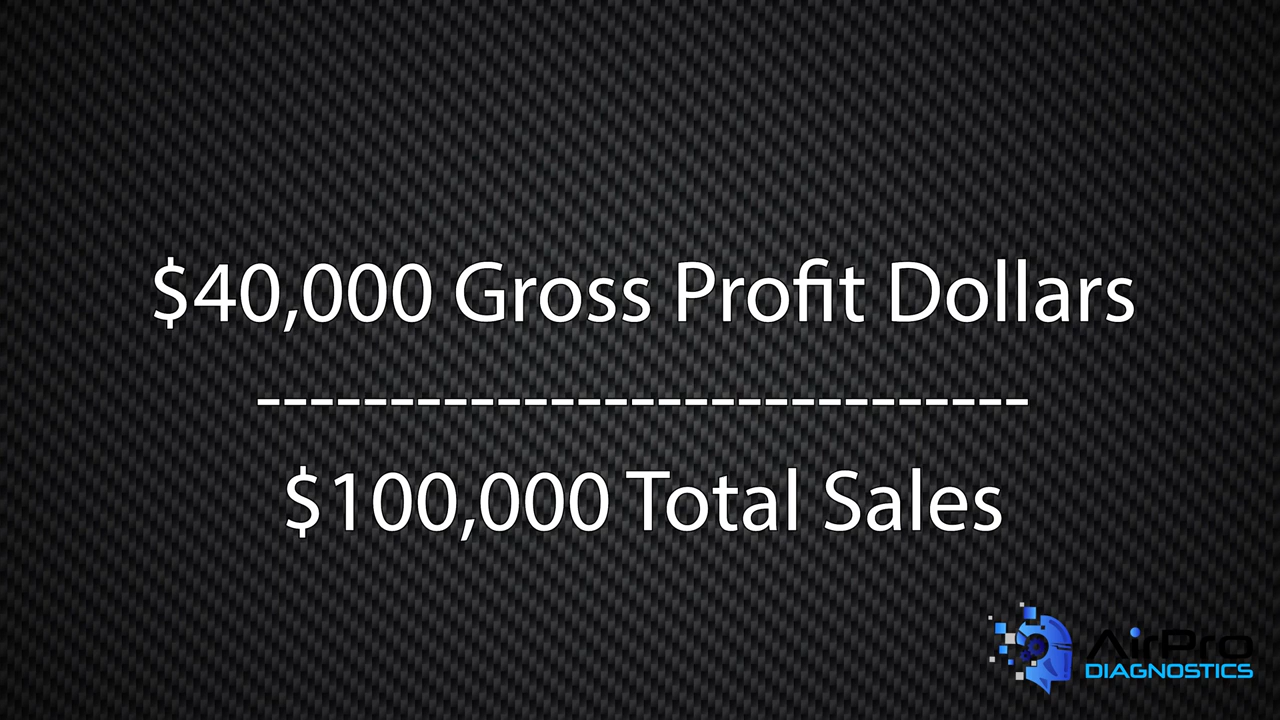 $40,000 Gross Profit Dollars
-----------------------------
$100,000 Total Sales
AirPro
DIAGNOSTICS